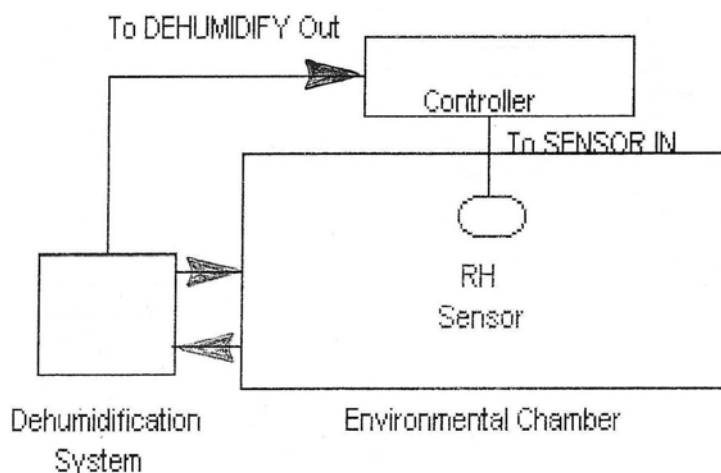 To DEHUMIDIFY Out
Controller
To SENSOR IN
RH
Sensor
Dehumidification
System
Environmental Chamber